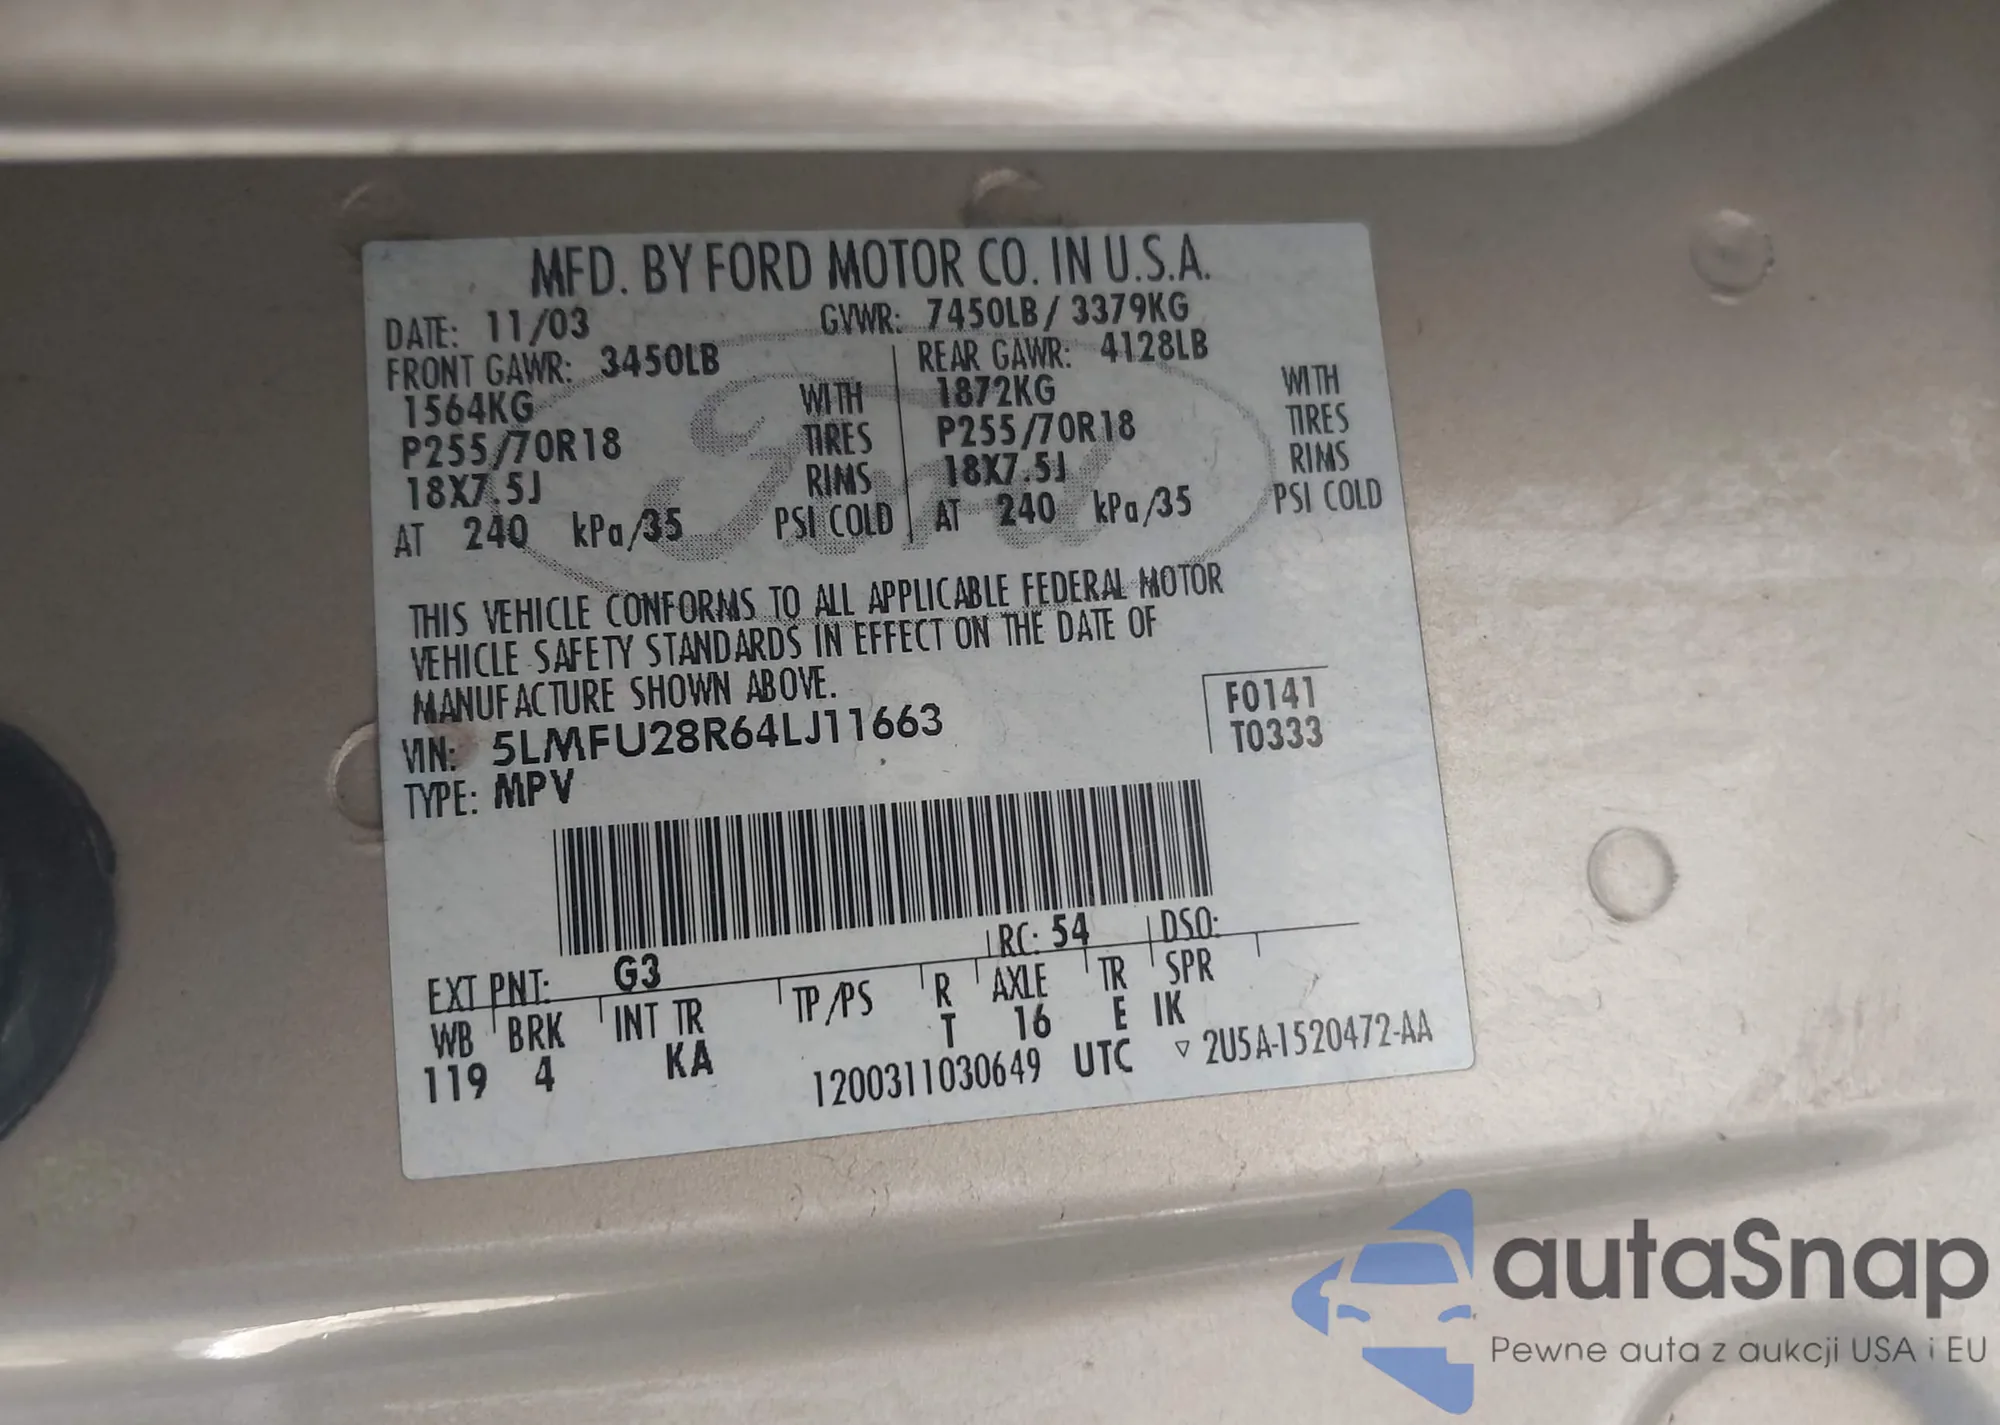 MFD. BY FORD MOTOR CO. IN U.S.A.
DATE: 11/03 GVWR: 7450LB / 3379KG
FRONT GAWR: 3450LB REAR GAWR: 4128LB
1564KG WITH 1872KG WITH
P255/70R18 TIRES P255/70R18 TIRES
18X7.5J RIMS 18X7.5J RIMS
AT 240 kPa/35 PSI COLD AT 240 kPa/35 PSI COLD
Ford
THIS VEHICLE CONFORMS TO ALL APPLICABLE FEDERAL MOTOR
VEHICLE SAFETY STANDARDS IN EFFECT ON THE DATE OF
MANUFACTURE SHOWN ABOVE.
F0141
VIN: 5LMFU28R64LJ11663 T0333
TYPE: MPV
EXT PNT: G3 RC: 54 DSO:
WB BRK INT TR TP/PS R AXLE TR SPR
119 4 KA T 16 E IK
1200311030649 UTC ▽ 2U5A-1520472-AA
autaSnap
Pewne auta z aukcji USA i EU